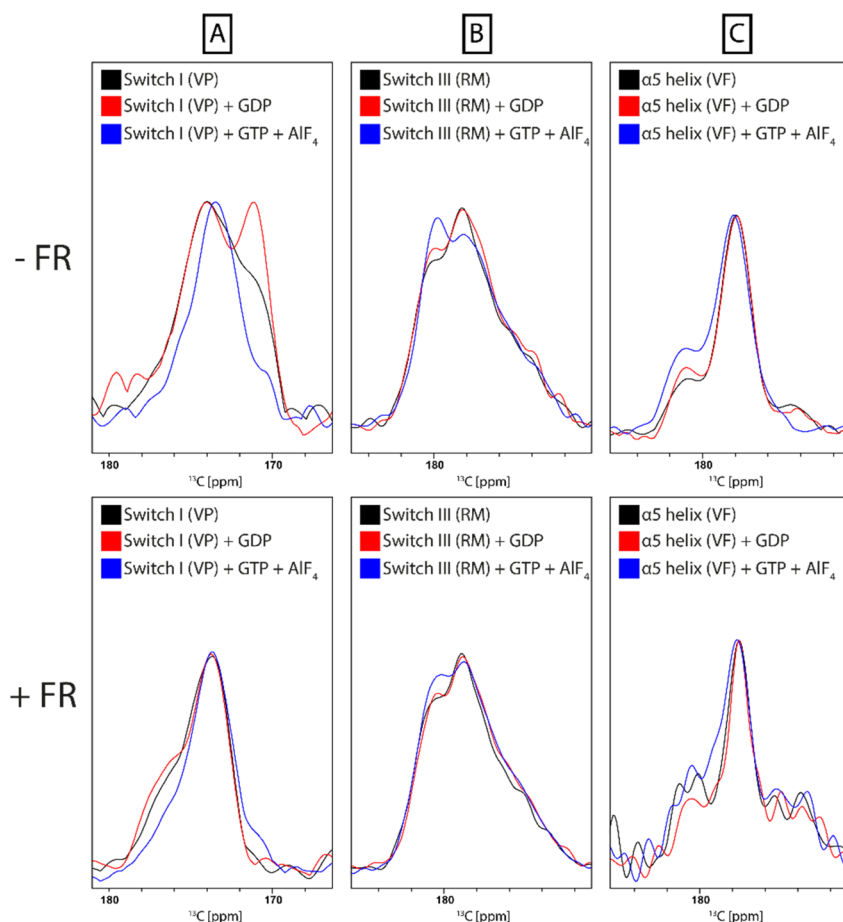 A B C
Switch I (VP)
Switch I (VP) + GDP
Switch I (VP) + GTP + AlF4
Switch III (RM)
Switch III (RM) + GDP
Switch III (RM) + GTP + AlF4
α5 helix (VF)
α5 helix (VF) + GDP
α5 helix (VF) + GTP + AlF4
- FR
180 170
13C [ppm]
180
13C [ppm]
180
13C [ppm]
Switch I (VP)
Switch I (VP) + GDP
Switch I (VP) + GTP + AlF4
Switch III (RM)
Switch III (RM) + GDP
Switch III (RM) + GTP + AlF4
α5 helix (VF)
α5 helix (VF) + GDP
α5 helix (VF) + GTP + AlF4
+ FR
180 170
13C [ppm]
180
13C [ppm]
180
13C [ppm]